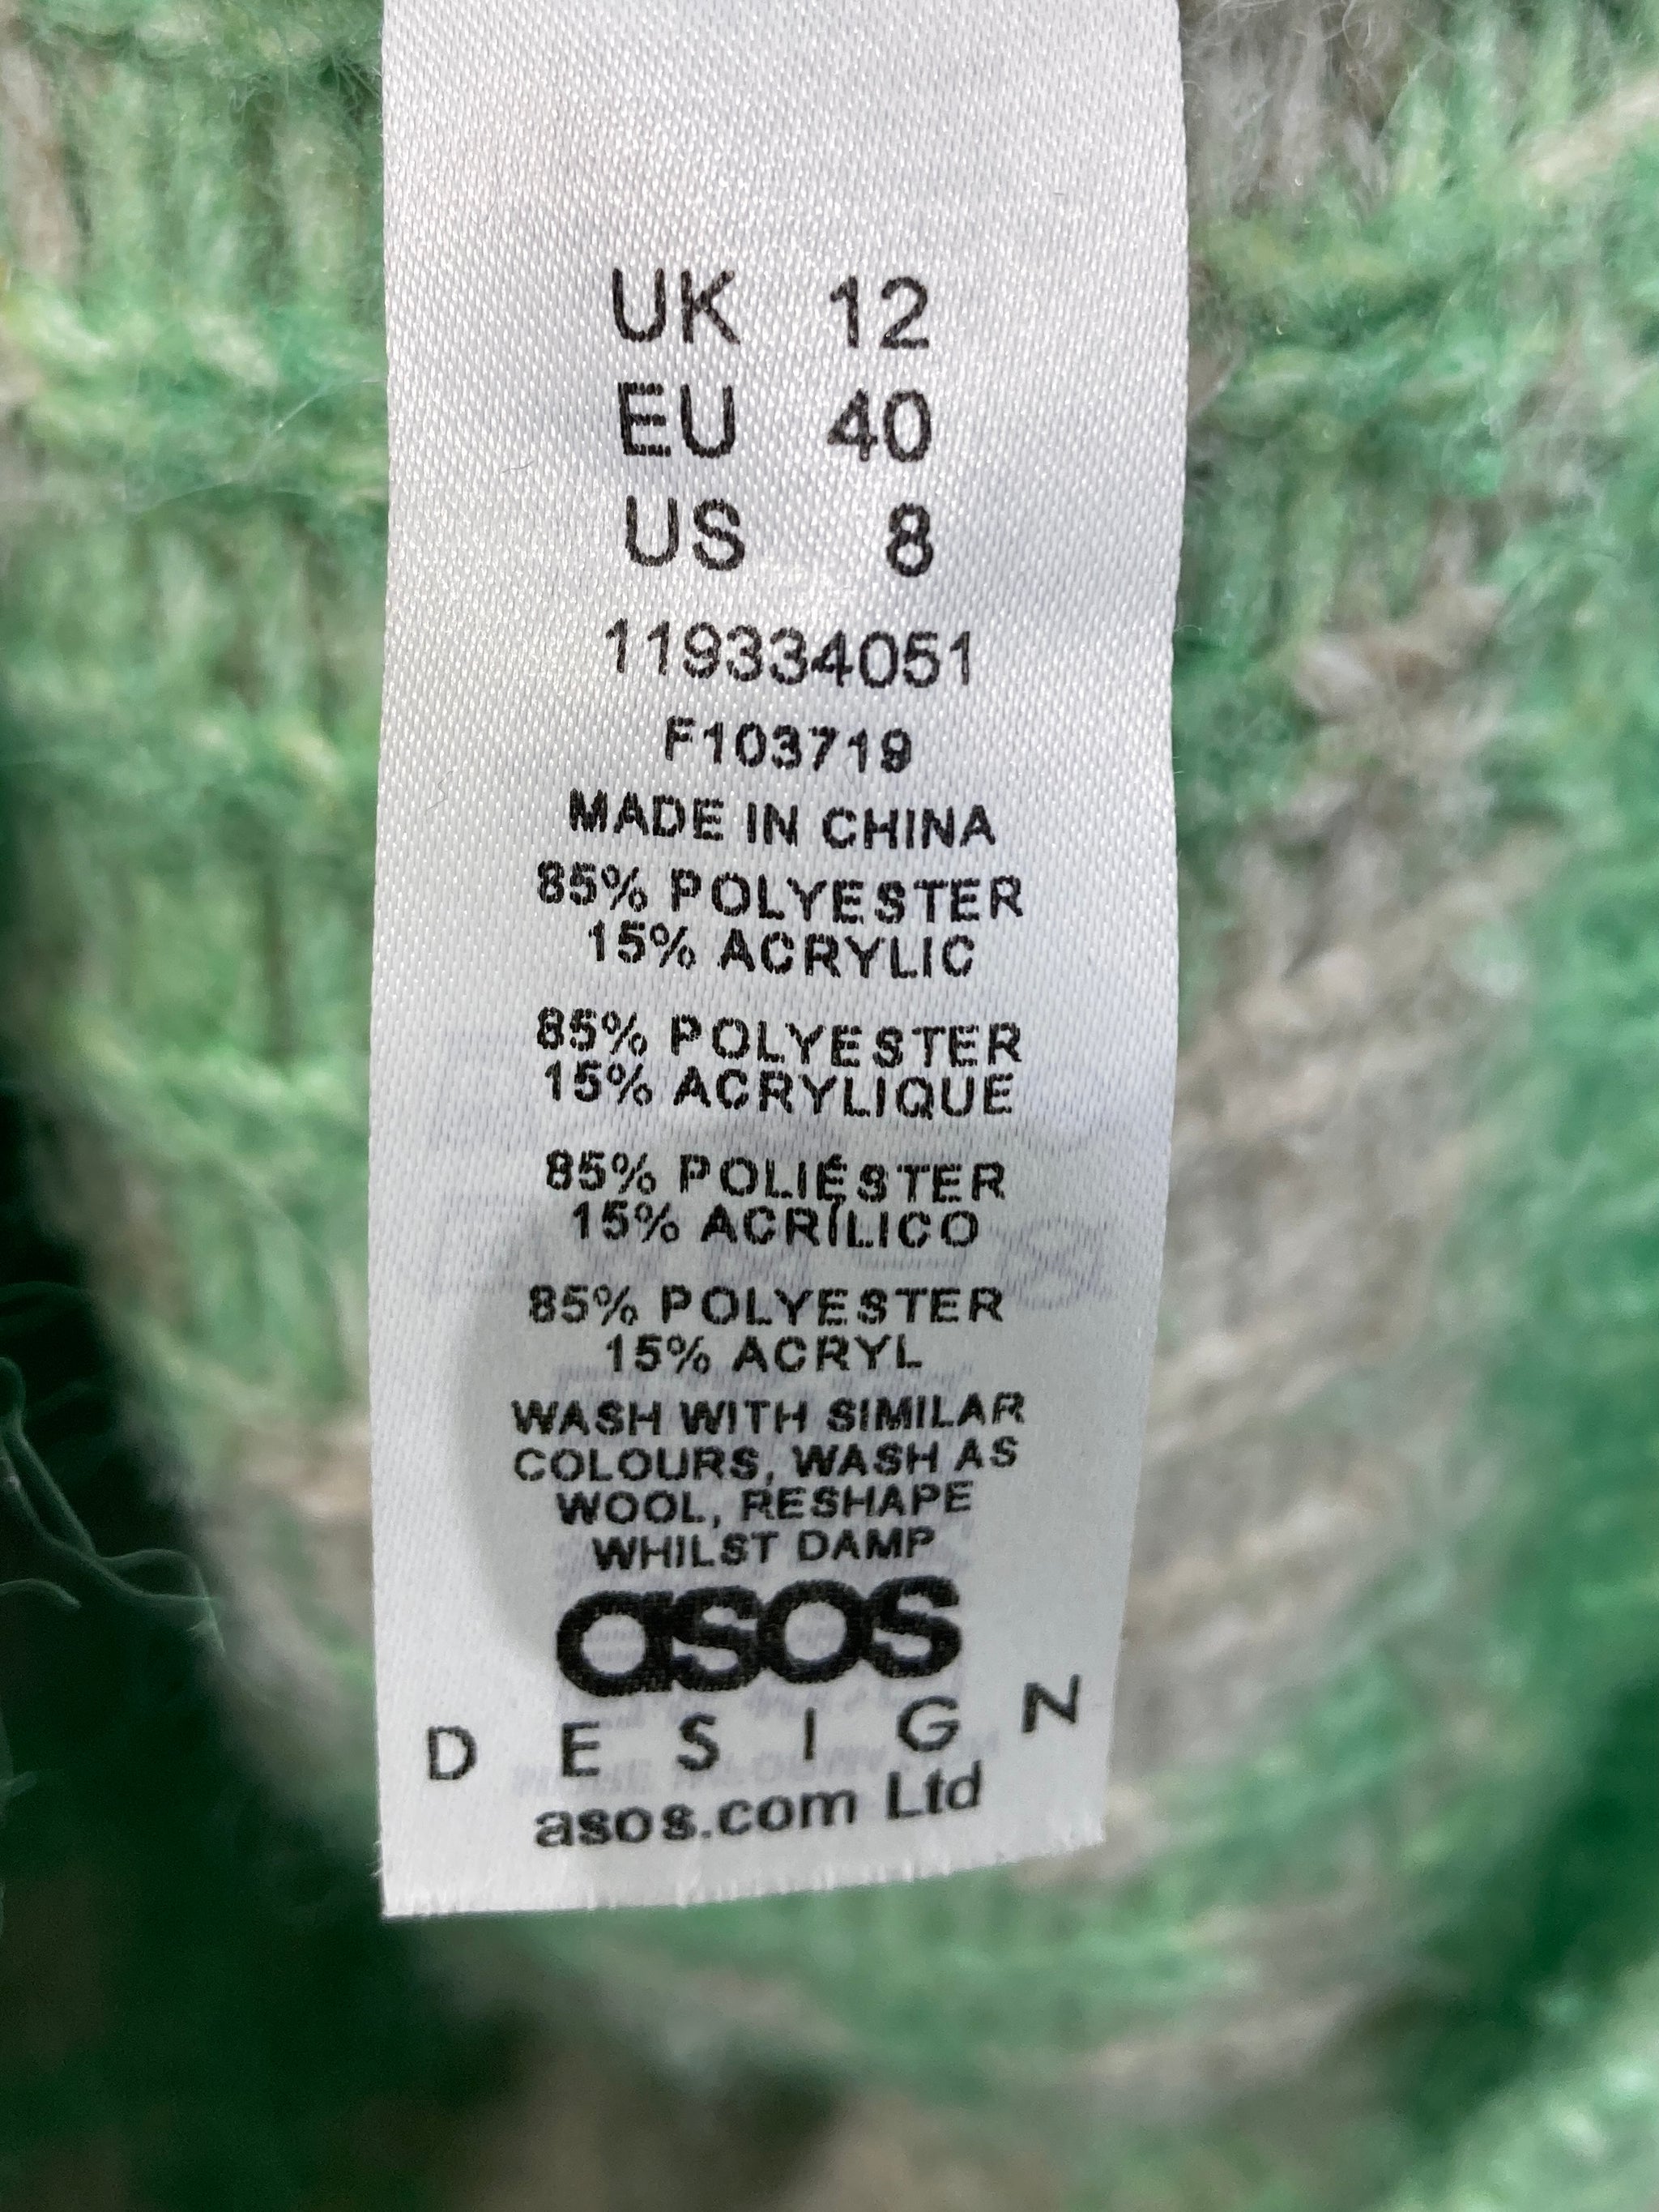 UK 12
EU 40
US 8
119334051
F103719
MADE IN CHINA
85% POLYESTER
15% ACRYLIC
85% POLYESTER
15% ACRYLIQUE
85% POLIÉSTER
15% ACRÍLICO
85% POLYESTER
15% ACRYL
WASH WITH SIMILAR
COLOURS, WASH AS
WOOL, RESHAPE
WHILST DAMP
asos
DESIGN
asos.com Ltd